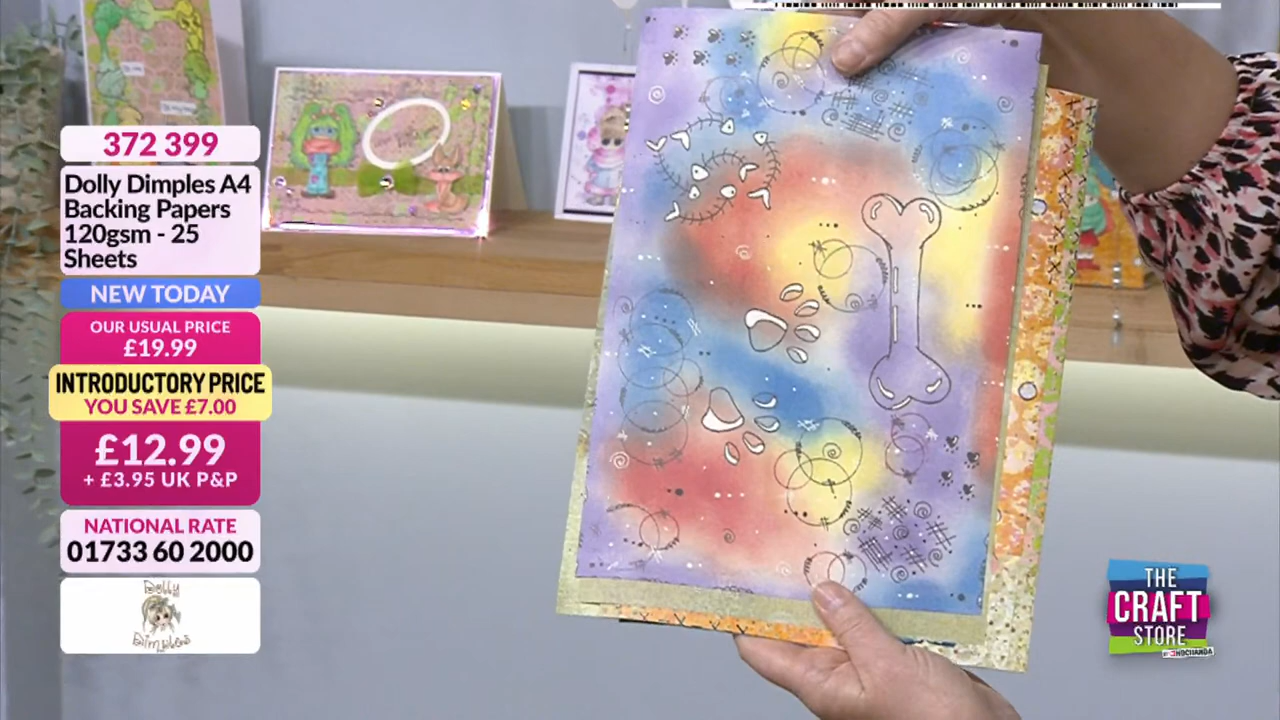 372 399
Dolly Dimples A4
Backing Papers
120gsm - 25
Sheets
NEW TODAY
OUR USUAL PRICE
£19.99
INTRODUCTORY PRICE
YOU SAVE £7.00
£12.99
+ £3.95 UK P&P
NATIONAL RATE
01733 60 2000
Dolly
Dimples
THE
CRAFT
STORE
BY HOCHANDA